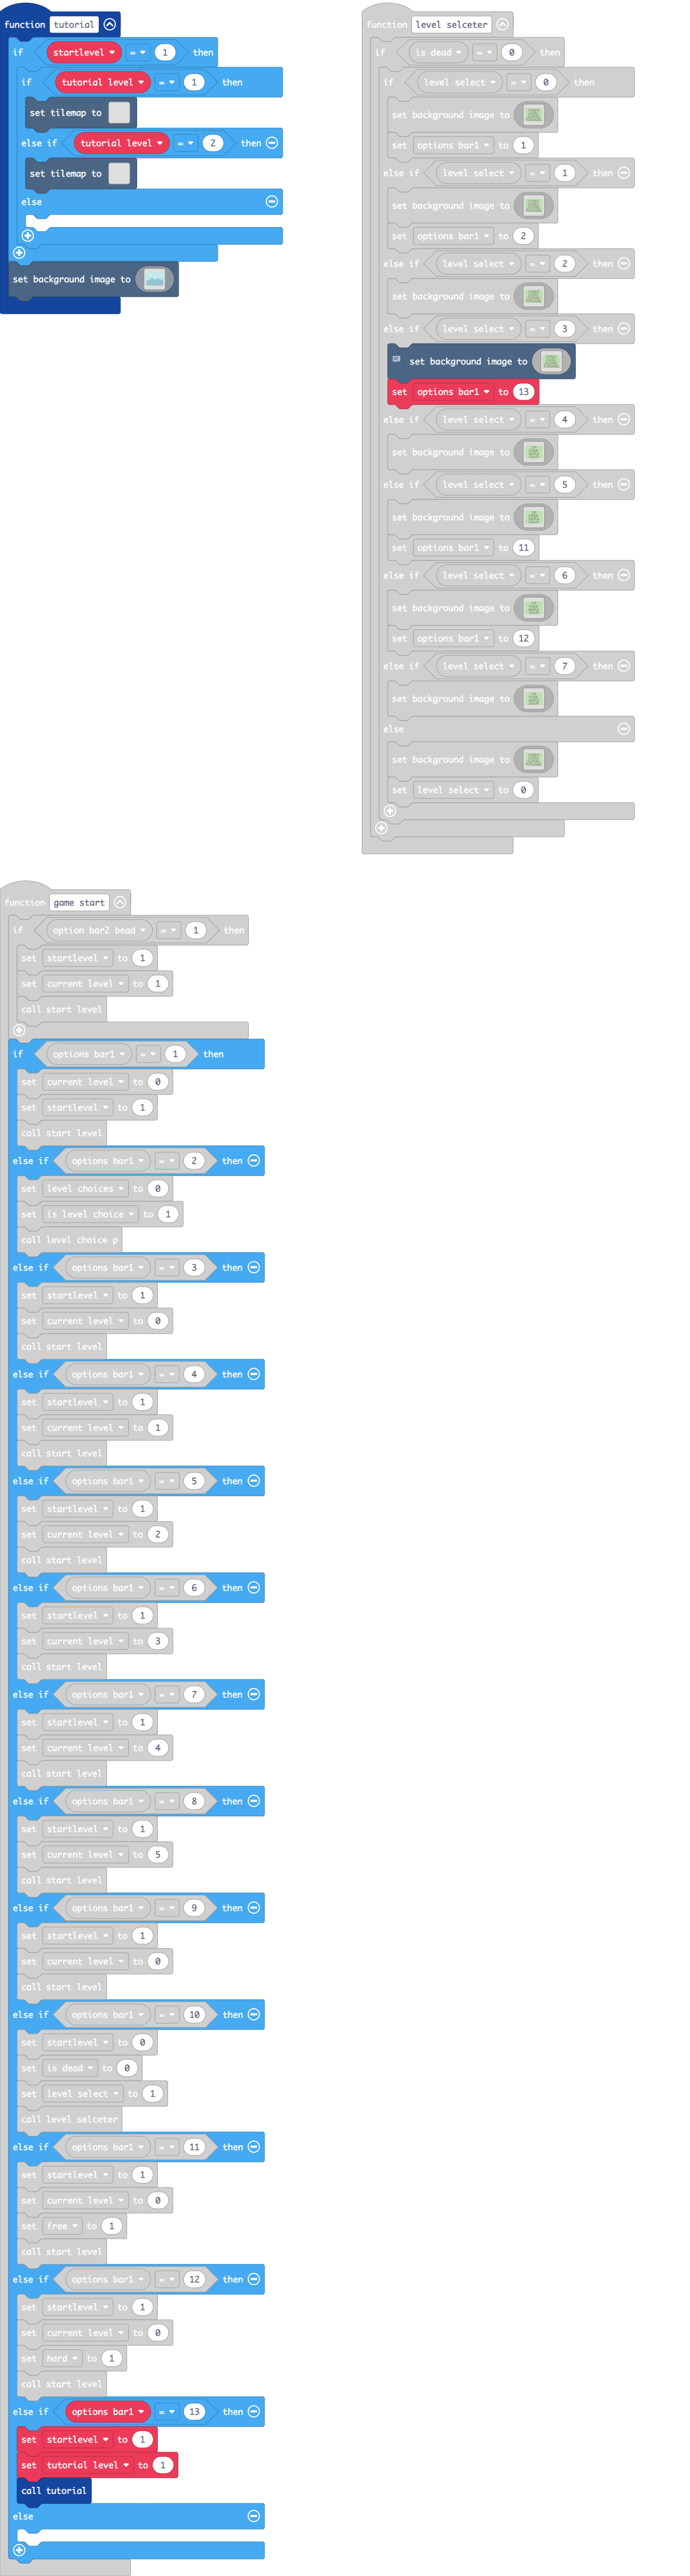 function tutorial
if startlevel = 1 then
if tutorial level = 1 then
set tilemap to
else if tutorial level = 2 then
set tilemap to
else
set background image to
function level selceter
if is dead = 0 then
if level select = 0 then
set background image to
set options bar1 to 1
else if level select = 1 then
set background image to
set options bar1 to 2
else if level select = 2 then
set background image to
else if level select = 3 then
set background image to
set options bar1 to 13
else if level select = 4 then
set background image to
else if level select = 5 then
set background image to
set options bar1 to 11
else if level select = 6 then
set background image to
set options bar1 to 12
else if level select = 7 then
set background image to
else
set background image to
set level select to 0
function game start
if option bar2 bead = 1 then
set startlevel to 1
set current level to 1
call start level
if options bar1 = 1 then
set current level to 0
set startlevel to 1
call start level
else if options bar1 = 2 then
set level choices to 0
set is level choice to 1
call level choice p
else if options bar1 = 3 then
set startlevel to 1
set current level to 0
call start level
else if options bar1 = 4 then
set startlevel to 1
set current level to 1
call start level
else if options bar1 = 5 then
set startlevel to 1
set current level to 2
call start level
else if options bar1 = 6 then
set startlevel to 1
set current level to 3
call start level
else if options bar1 = 7 then
set startlevel to 1
set current level to 4
call start level
else if options bar1 = 8 then
set startlevel to 1
set current level to 5
call start level
else if options bar1 = 9 then
set startlevel to 1
set current level to 0
call start level
else if options bar1 = 10 then
set startlevel to 0
set is dead to 0
set level select to 1
call level selceter
else if options bar1 = 11 then
set startlevel to 1
set current level to 0
set free to 1
call start level
else if options bar1 = 12 then
set startlevel to 1
set current level to 0
set hard to 1
call start level
else if options bar1 = 13 then
set startlevel to 1
set tutorial level to 1
call tutorial
else